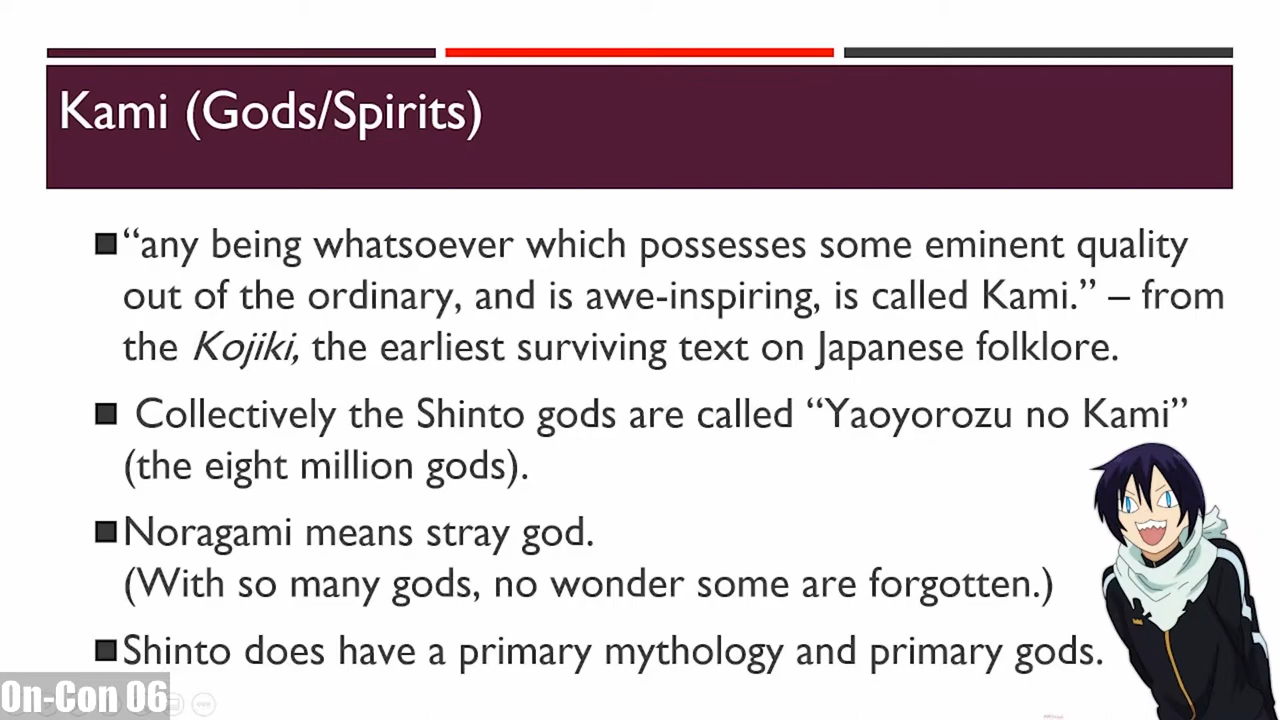 Kami (Gods/Spirits)
“any being whatsoever which possesses some eminent quality
out of the ordinary, and is awe-inspiring, is called Kami.” – from
the Kojiki, the earliest surviving text on Japanese folklore.
Collectively the Shinto gods are called “Yaoyorozu no Kami”
(the eight million gods).
Noragami means stray god.
(With so many gods, no wonder some are forgotten.)
Shinto does have a primary mythology and primary gods.
On-Con 06